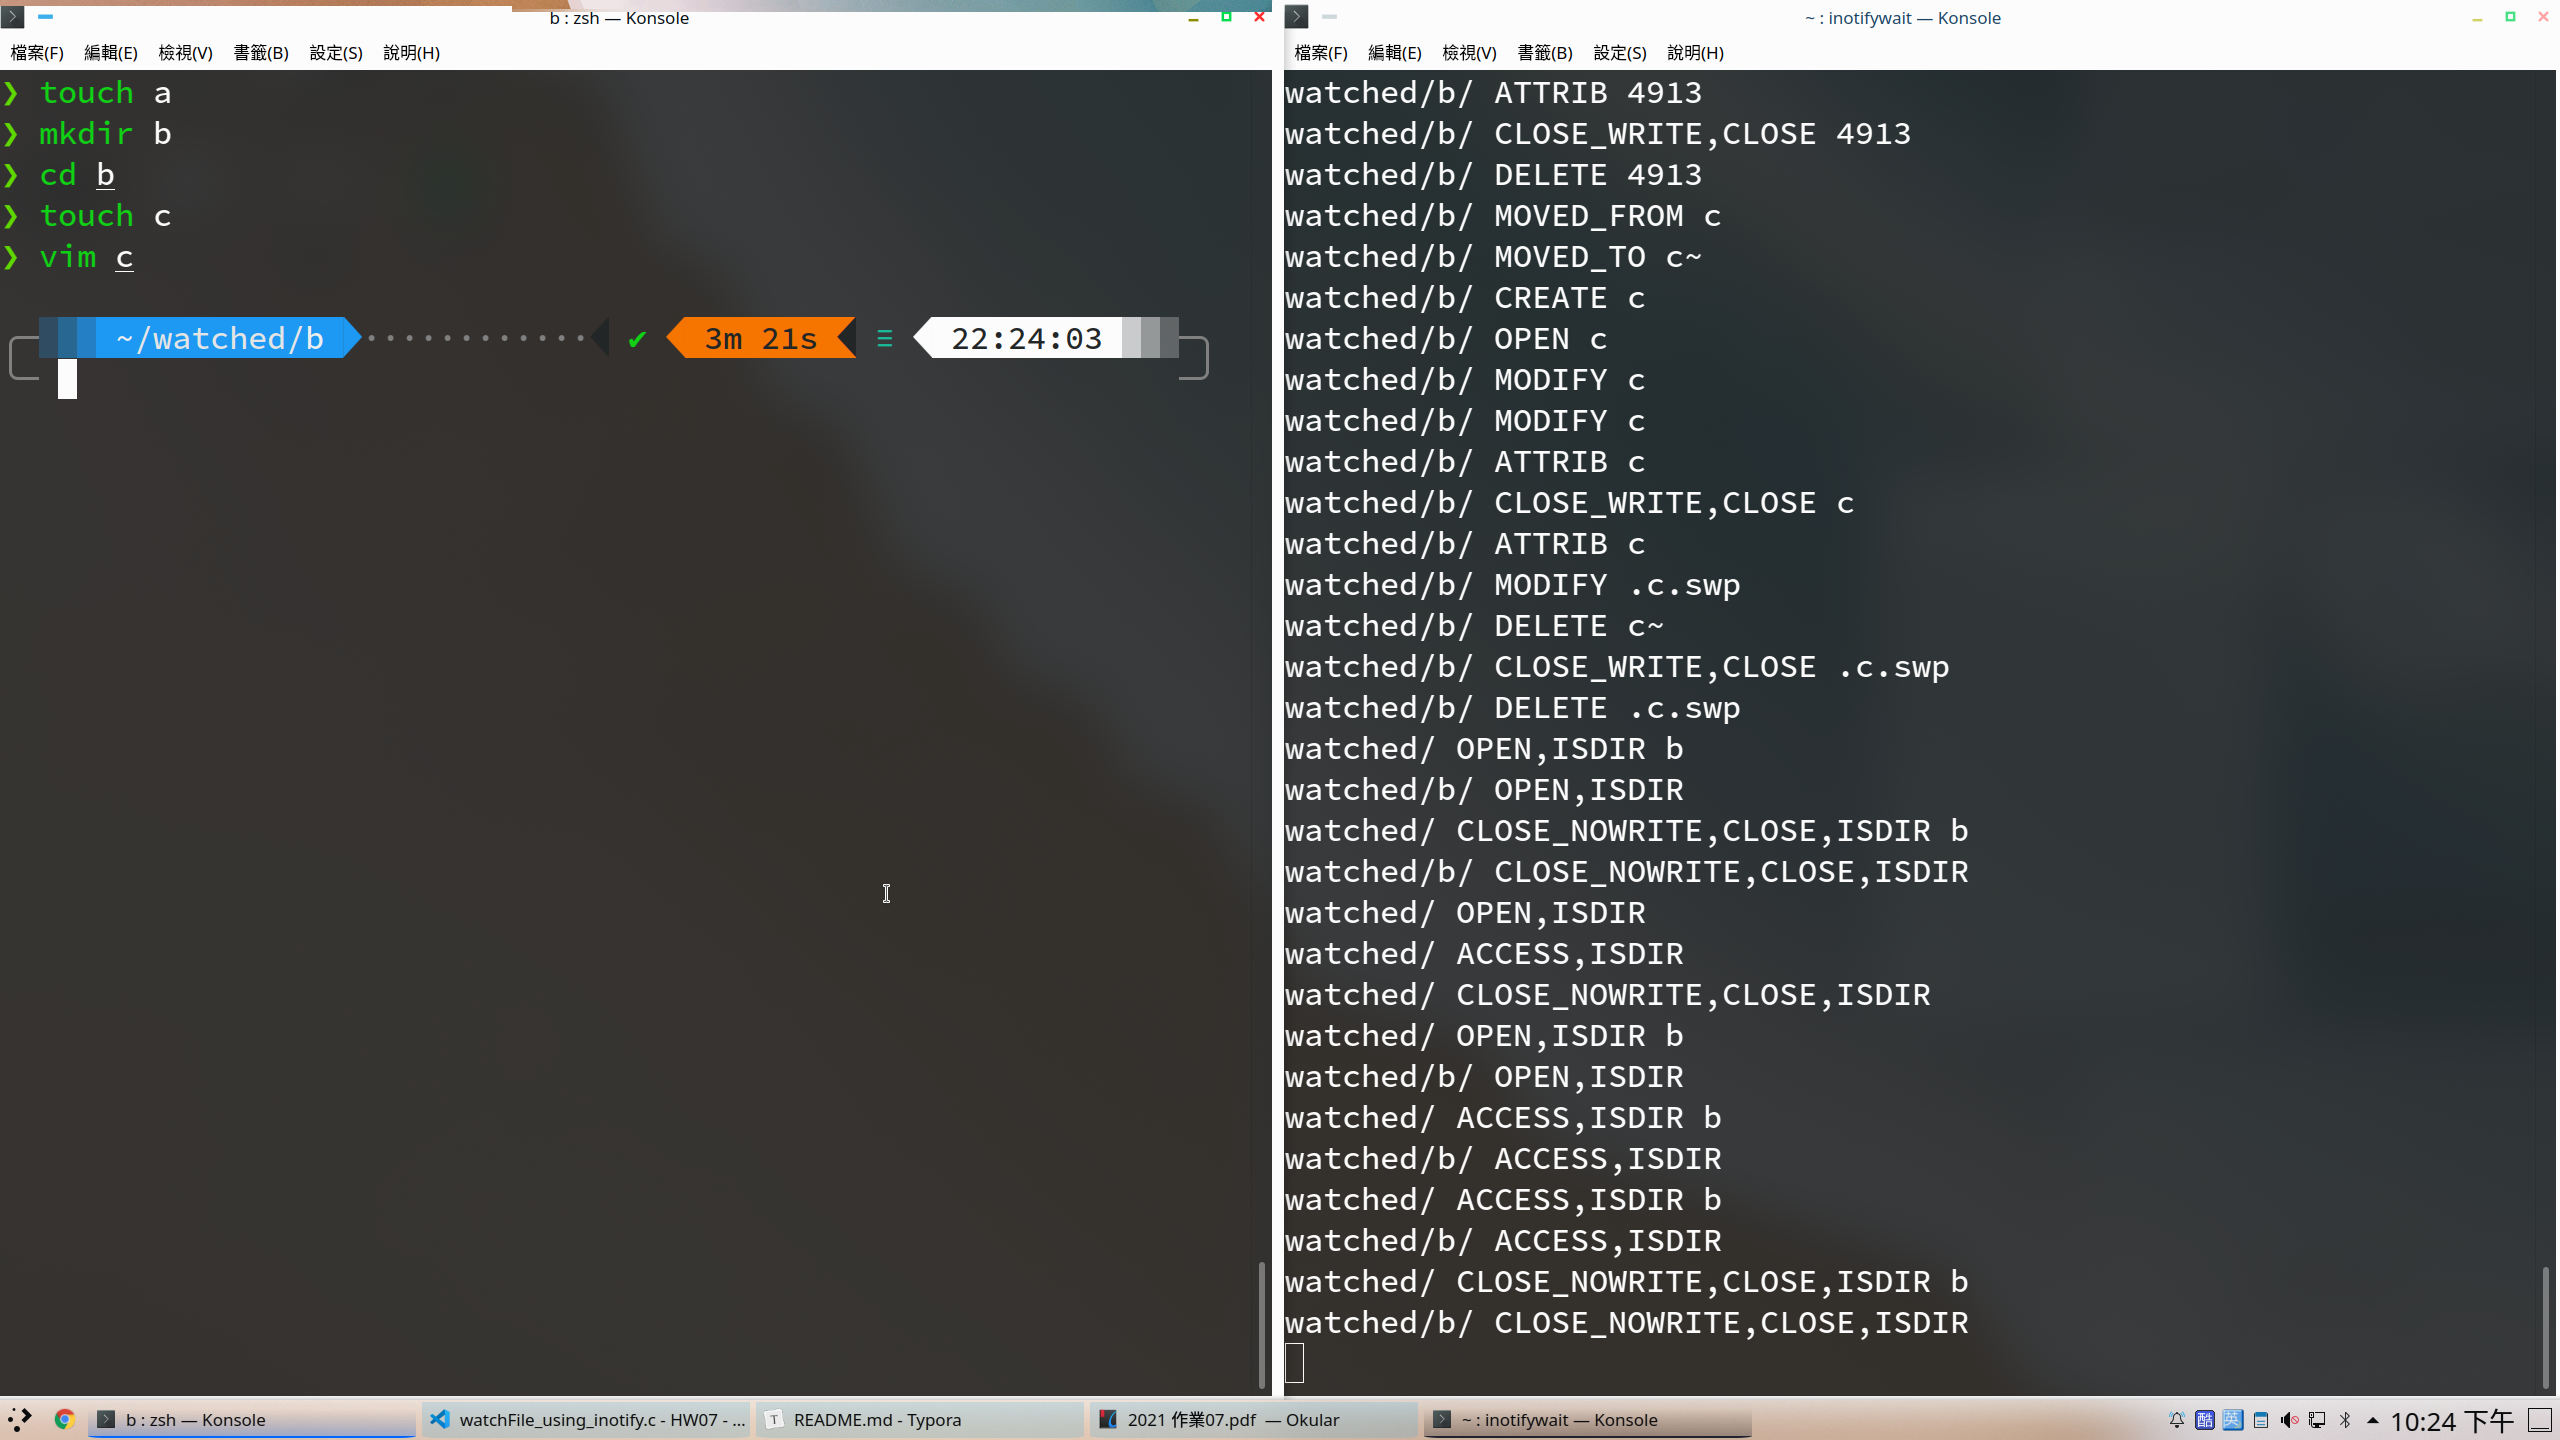 b : zsh — Konsole
檔案(F) 編輯(E) 檢視(V) 書籤(B) 設定(S) 說明(H)
❯ touch a
❯ mkdir b
❯ cd b
❯ touch c
❯ vim c
~/watched/b ············ ✔ 3m 21s ≡ 22:24:03
~ : inotifywait — Konsole
檔案(F) 編輯(E) 檢視(V) 書籤(B) 設定(S) 說明(H)
watched/b/ ATTRIB 4913
watched/b/ CLOSE_WRITE,CLOSE 4913
watched/b/ DELETE 4913
watched/b/ MOVED_FROM c
watched/b/ MOVED_TO c~
watched/b/ CREATE c
watched/b/ OPEN c
watched/b/ MODIFY c
watched/b/ MODIFY c
watched/b/ ATTRIB c
watched/b/ CLOSE_WRITE,CLOSE c
watched/b/ ATTRIB c
watched/b/ MODIFY .c.swp
watched/b/ DELETE c~
watched/b/ CLOSE_WRITE,CLOSE .c.swp
watched/b/ DELETE .c.swp
watched/ OPEN,ISDIR b
watched/b/ OPEN,ISDIR
watched/ CLOSE_NOWRITE,CLOSE,ISDIR b
watched/b/ CLOSE_NOWRITE,CLOSE,ISDIR
watched/ OPEN,ISDIR
watched/ ACCESS,ISDIR
watched/ CLOSE_NOWRITE,CLOSE,ISDIR
watched/ OPEN,ISDIR b
watched/b/ OPEN,ISDIR
watched/ ACCESS,ISDIR b
watched/b/ ACCESS,ISDIR
watched/ ACCESS,ISDIR b
watched/b/ ACCESS,ISDIR
watched/ CLOSE_NOWRITE,CLOSE,ISDIR b
watched/b/ CLOSE_NOWRITE,CLOSE,ISDIR
b : zsh — Konsole
watchFile_using_inotify.c - HW07 - ...
README.md - Typora
2021 作業07.pdf — Okular
~ : inotifywait — Konsole
酷 英 10:24 下午